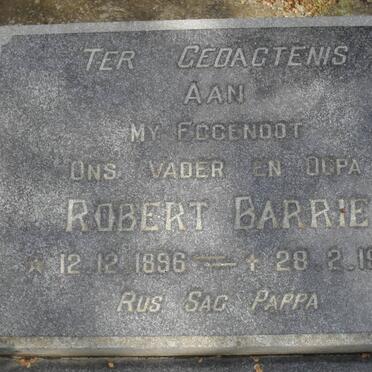 TER GEDAGTENIS
AAN
MY EGGENOOT
ONS VADER EN OUPA
ROBERT BARRIE
* 12.12.1896 — + 28.2.19
RUS SAG PAPPA